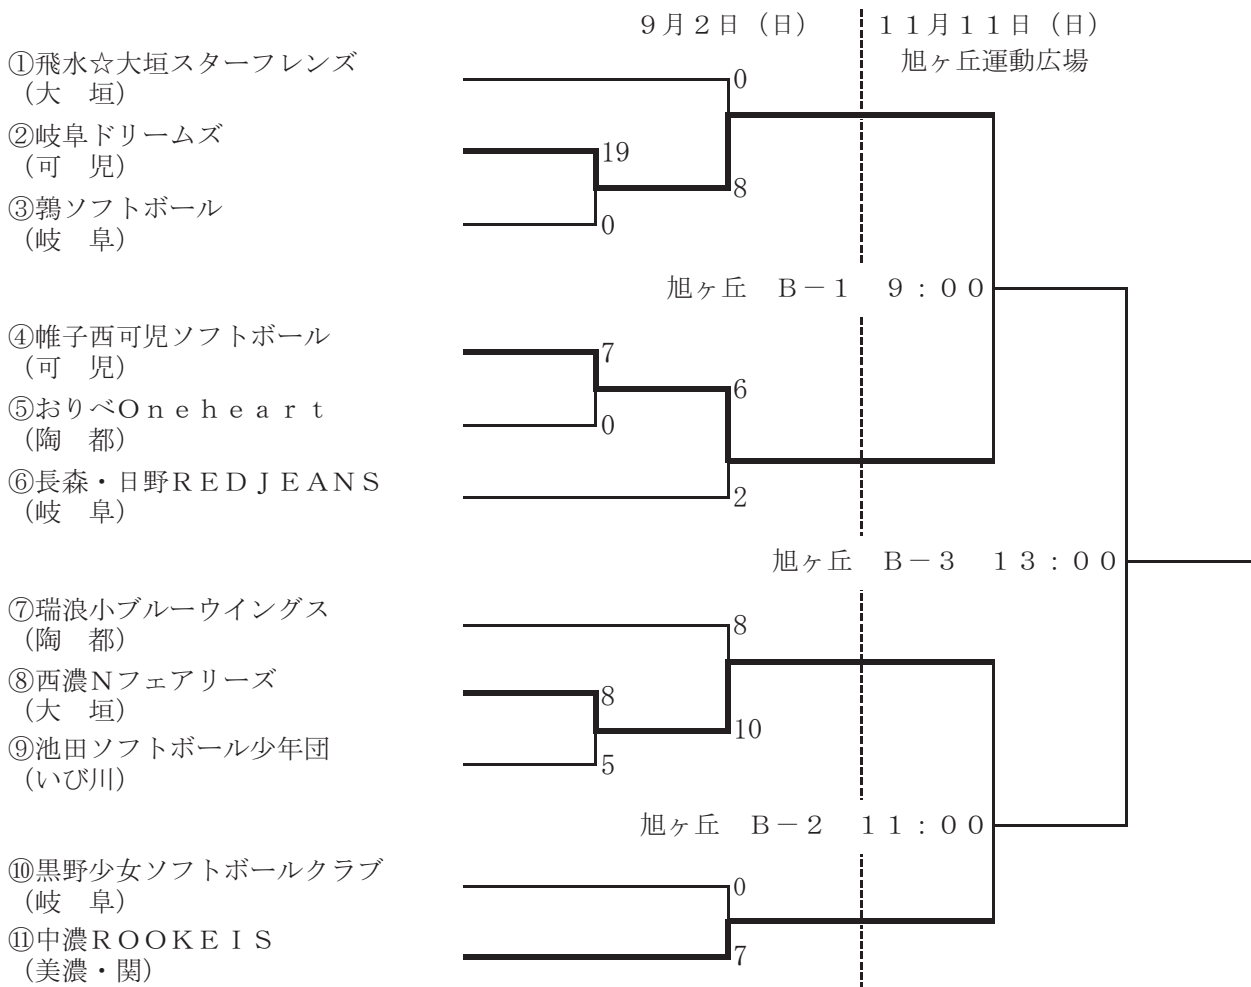 ９月２日（日）
１１月１１日（日）
旭ヶ丘運動広場
①飛水☆大垣スターフレンズ
（大　垣）
0
②岐阜ドリームズ
（可　児）
19
8
③鶉ソフトボール
（岐　阜）
0
旭ヶ丘　Ｂ－１　９：００
④帷子西可児ソフトボール
（可　児）
7
6
⑤おりべＯｎｅｈｅａｒｔ
（陶　都）
0
⑥長森・日野ＲＥＤＪＥＡＮＳ
（岐　阜）
2
旭ヶ丘　Ｂ－３　１３：００
⑦瑞浪小ブルーウイングス
（陶　都）
8
⑧西濃Ｎフェアリーズ
（大　垣）
8
10
⑨池田ソフトボール少年団
（いび川）
5
旭ヶ丘　Ｂ－２　１１：００
⑩黒野少女ソフトボールクラブ
（岐　阜）
0
⑪中濃ＲＯＯＫＥＩＳ
（美濃・関）
7